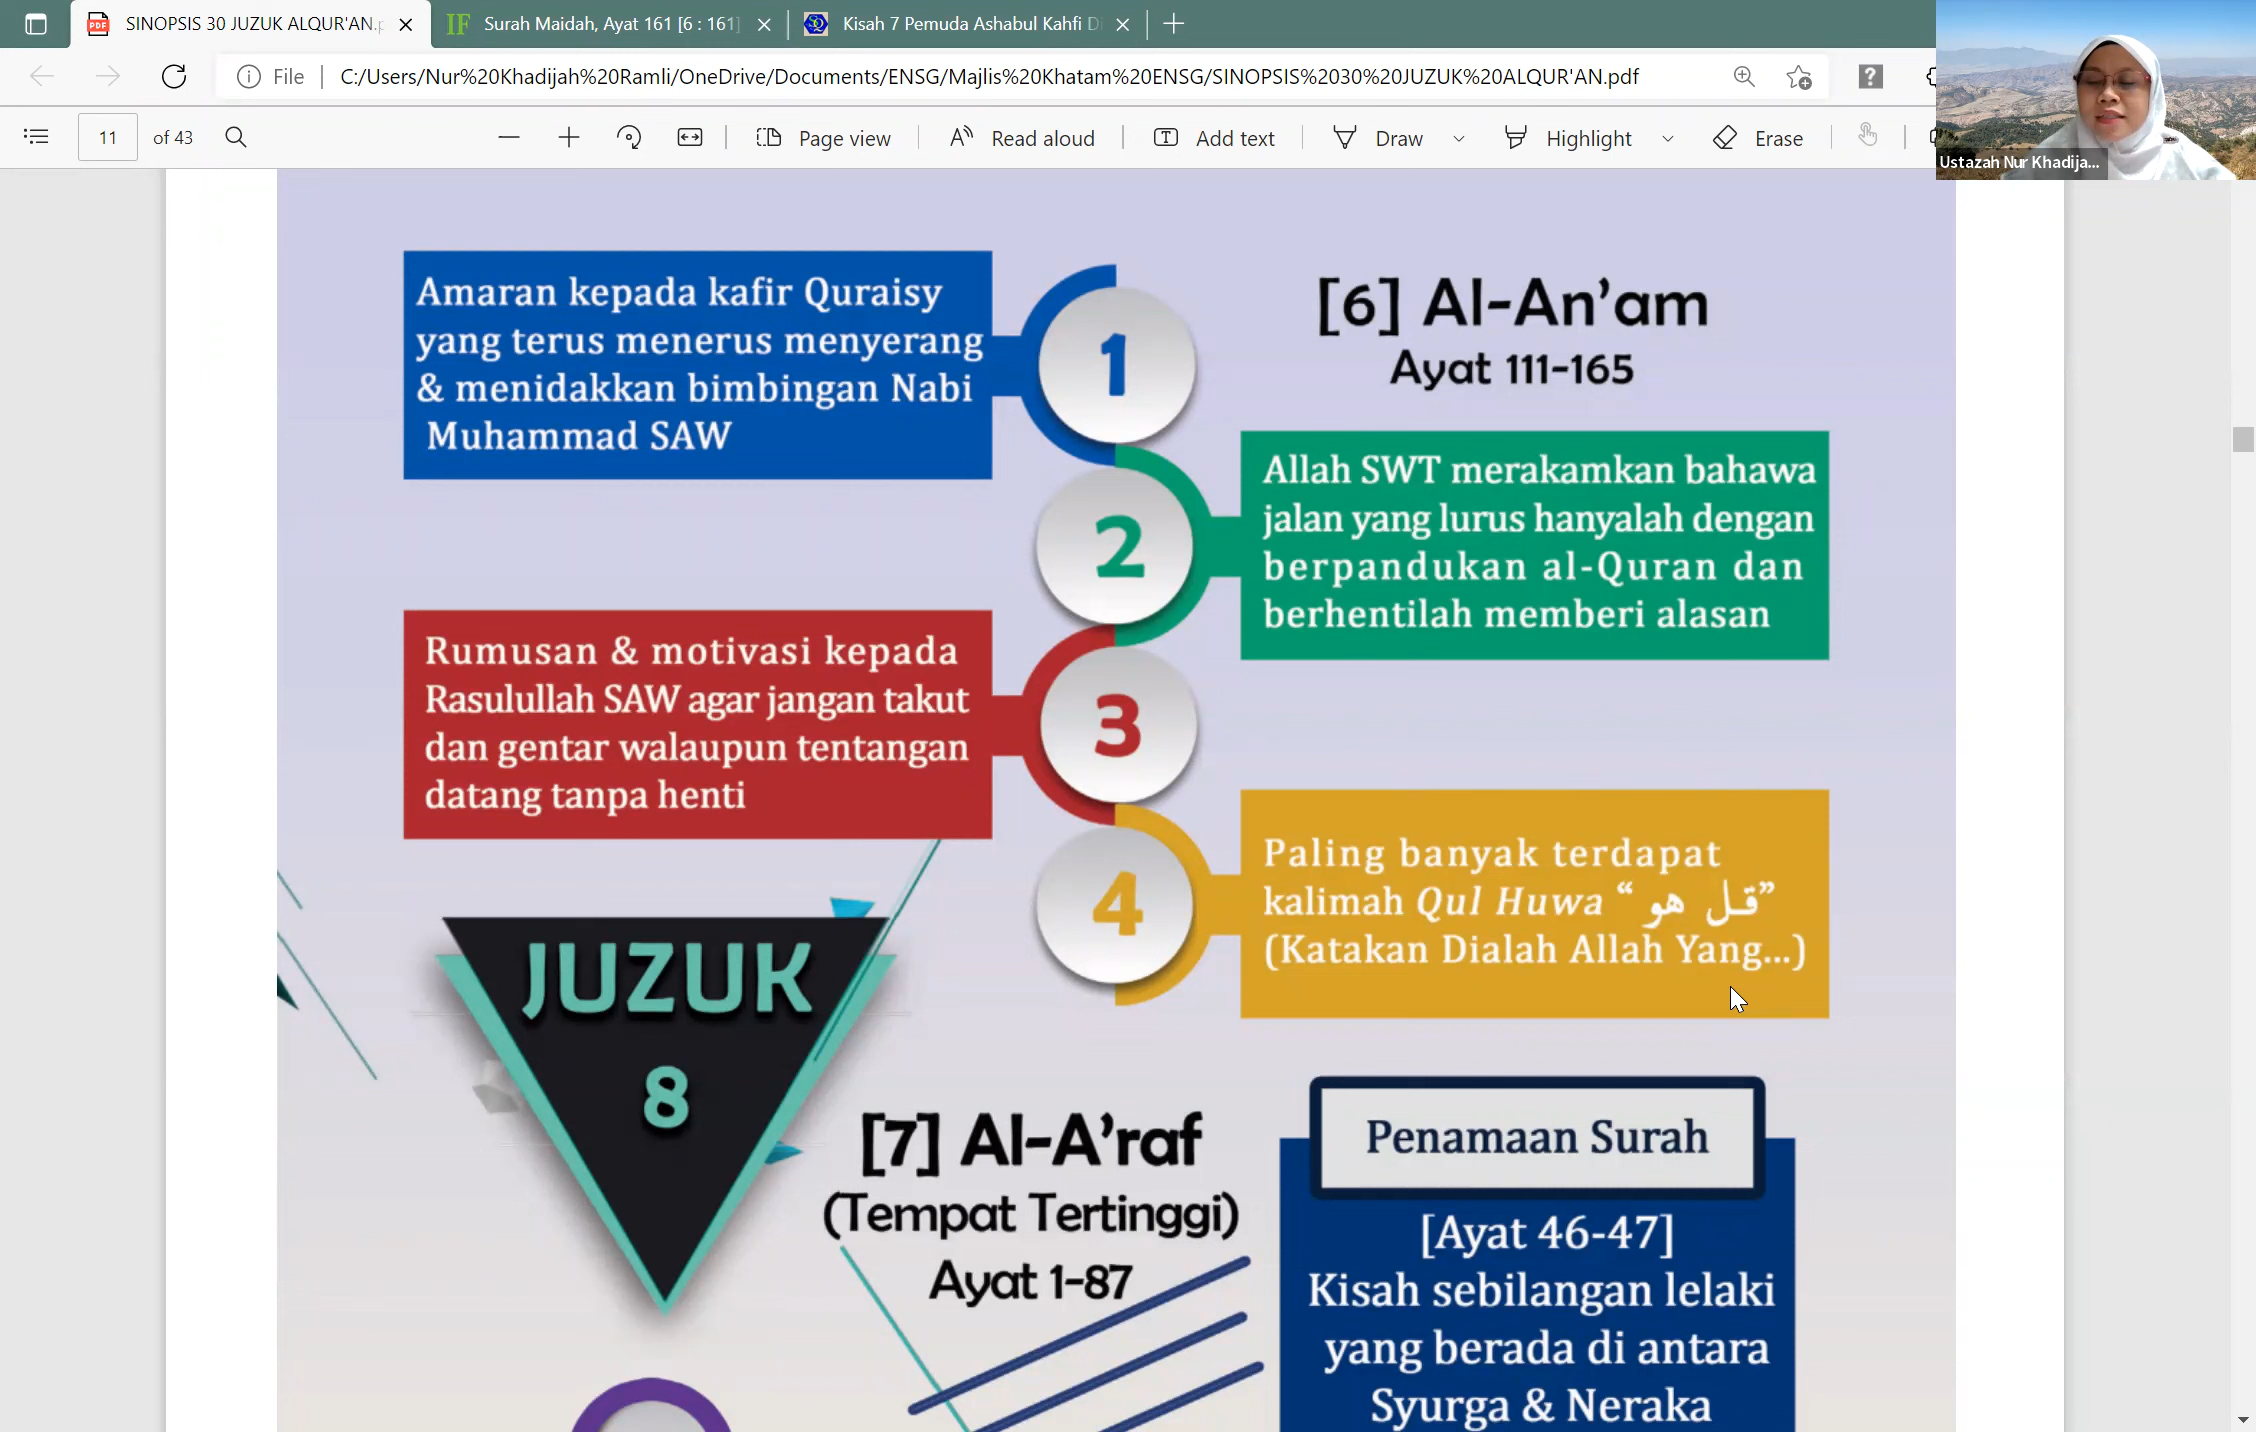 SINOPSIS 30 JUZUK ALQUR'AN.p
Surah Maidah, Ayat 161 [6 : 161]
Kisah 7 Pemuda Ashabul Kahfi D
File
C:/Users/Nur%20Khadijah%20Ramli/OneDrive/Documents/ENSG/Majlis%20Khatam%20ENSG/SINOPSIS%2030%20JUZUK%20ALQUR'AN.pdf
11 of 43
Page view
Read aloud
Add text
Draw
Highlight
Erase
Ustazah Nur Khadija...
Amaran kepada kafir Quraisy
yang terus menerus menyerang
& menidakkan bimbingan Nabi
Muhammad SAW
1
[6] Al-An’am
Ayat 111-165
2
Allah SWT merakamkan bahawa
jalan yang lurus hanyalah dengan
berpandukan al-Quran dan
berhentilah memberi alasan
Rumusan & motivasi kepada
Rasulullah SAW agar jangan takut
dan gentar walaupun tentangan
datang tanpa henti
3
4
Paling banyak terdapat
kalimah Qul Huwa “قل هو”
(Katakan Dialah Allah Yang...)
JUZUK
8
[7] Al-A’raf
(Tempat Tertinggi)
Ayat 1-87
Penamaan Surah
[Ayat 46-47]
Kisah sebilangan lelaki
yang berada di antara
Syurga & Neraka